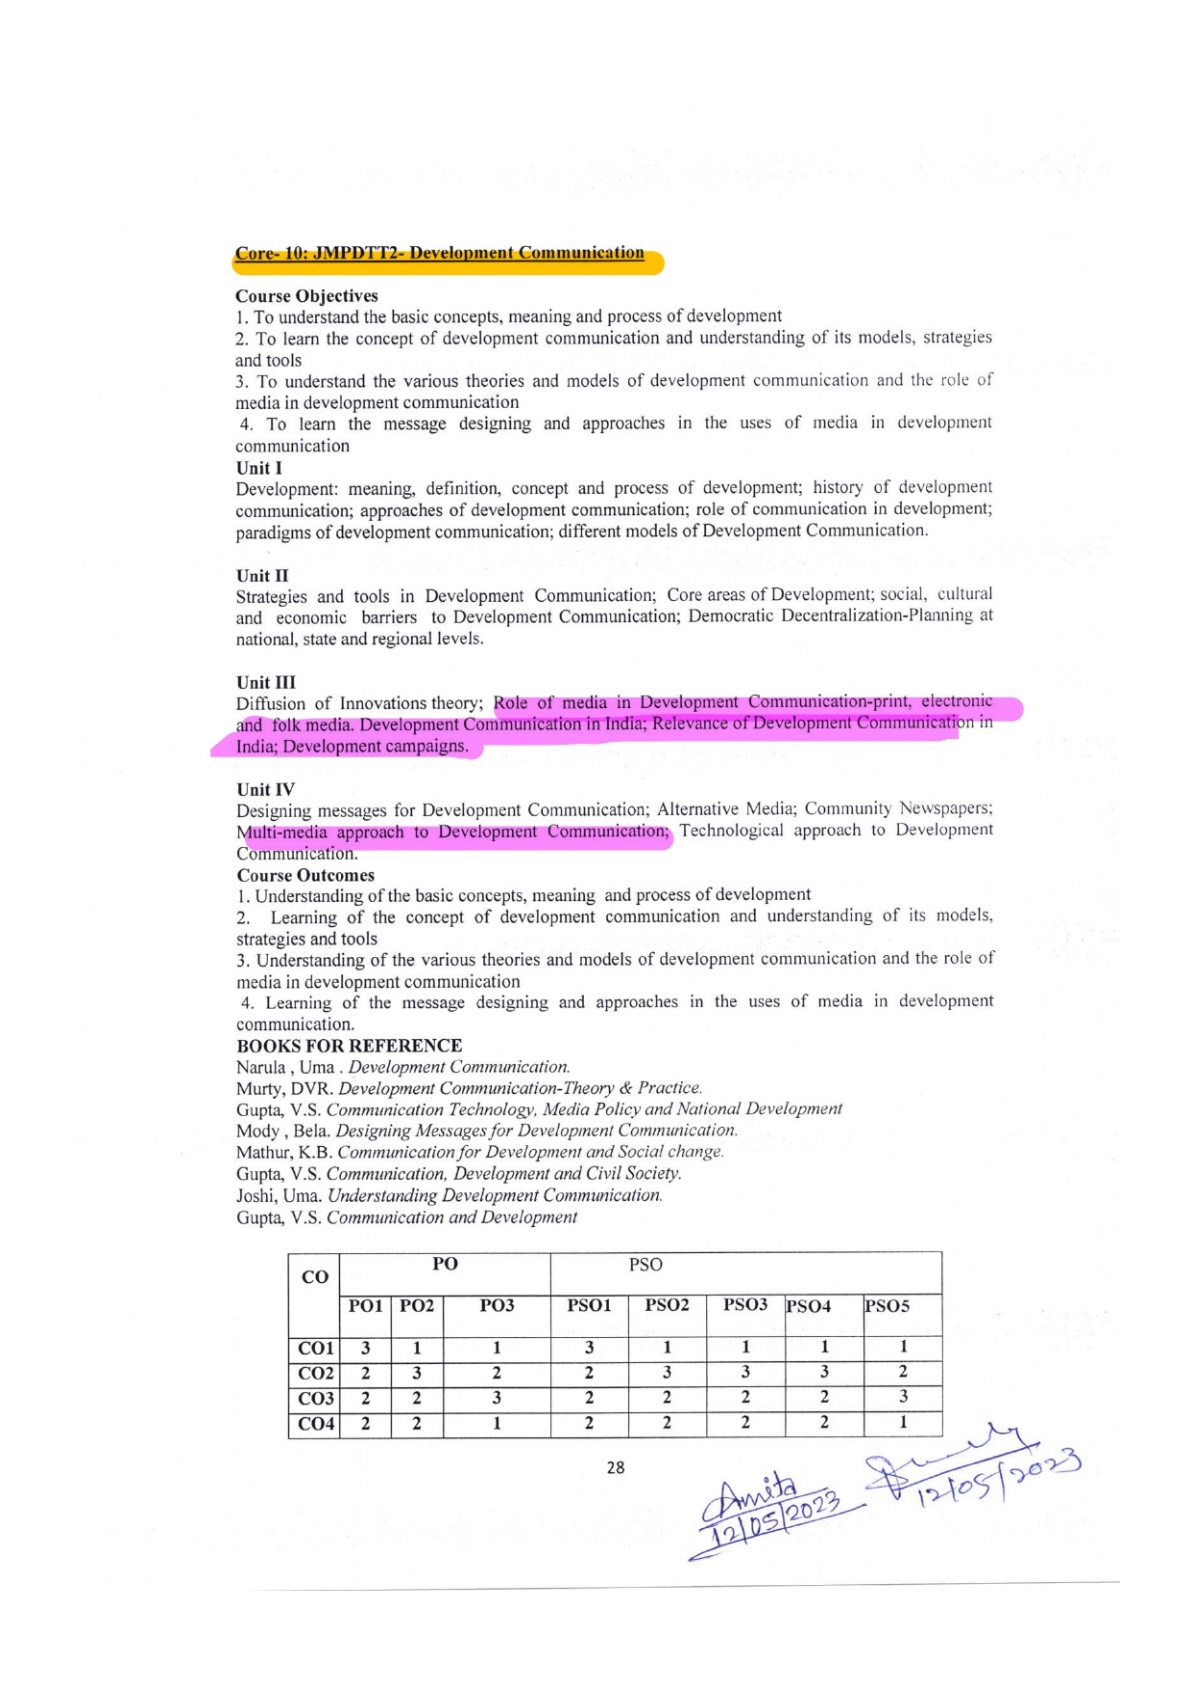 Core- 10: JMPDTT2- Development Communication
Course Objectives
1. To understand the basic concepts, meaning and process of development
2. To learn the concept of development communication and understanding of its models, strategies
and tools
3. To understand the various theories and models of development communication and the role of
media in development communication
4. To learn the message designing and approaches in the uses of media in development
communication
Unit I
Development: meaning, definition, concept and process of development; history of development
communication; approaches of development communication; role of communication in development;
paradigms of development communication; different models of Development Communication.
Unit II
Strategies and tools in Development Communication; Core areas of Development; social, cultural
and economic barriers to Development Communication; Democratic Decentralization-Planning at
national, state and regional levels.
Unit III
Diffusion of Innovations theory; Role of media in Development Communication-print, electronic
and folk media. Development Communication in India; Relevance of Development Communication in
India; Development campaigns.
Unit IV
Designing messages for Development Communication; Alternative Media; Community Newspapers;
Multi-media approach to Development Communication; Technological approach to Development
Communication.
Course Outcomes
1. Understanding of the basic concepts, meaning and process of development
2. Learning of the concept of development communication and understanding of its models,
strategies and tools
3. Understanding of the various theories and models of development communication and the role of
media in development communication
4. Learning of the message designing and approaches in the uses of media in development
communication.
BOOKS FOR REFERENCE
Narula , Uma . Development Communication.
Murty, DVR. Development Communication-Theory & Practice.
Gupta, V.S. Communication Technology, Media Policy and National Development
Mody , Bela. Designing Messages for Development Communication.
Mathur, K.B. Communication for Development and Social change.
Gupta, V.S. Communication, Development and Civil Society.
Joshi, Uma. Understanding Development Communication.
Gupta, V.S. Communication and Development
CO PO PSO
PO1 PO2 PO3 PSO1 PSO2 PSO3 PSO4 PSO5
CO1 3 1 1 3 1 1 1 1
CO2 2 3 2 2 3 3 3 2
CO3 2 2 3 2 2 2 2 3
CO4 2 2 1 2 2 2 2 1
28
Amita
12/05/2023
12/05/2023